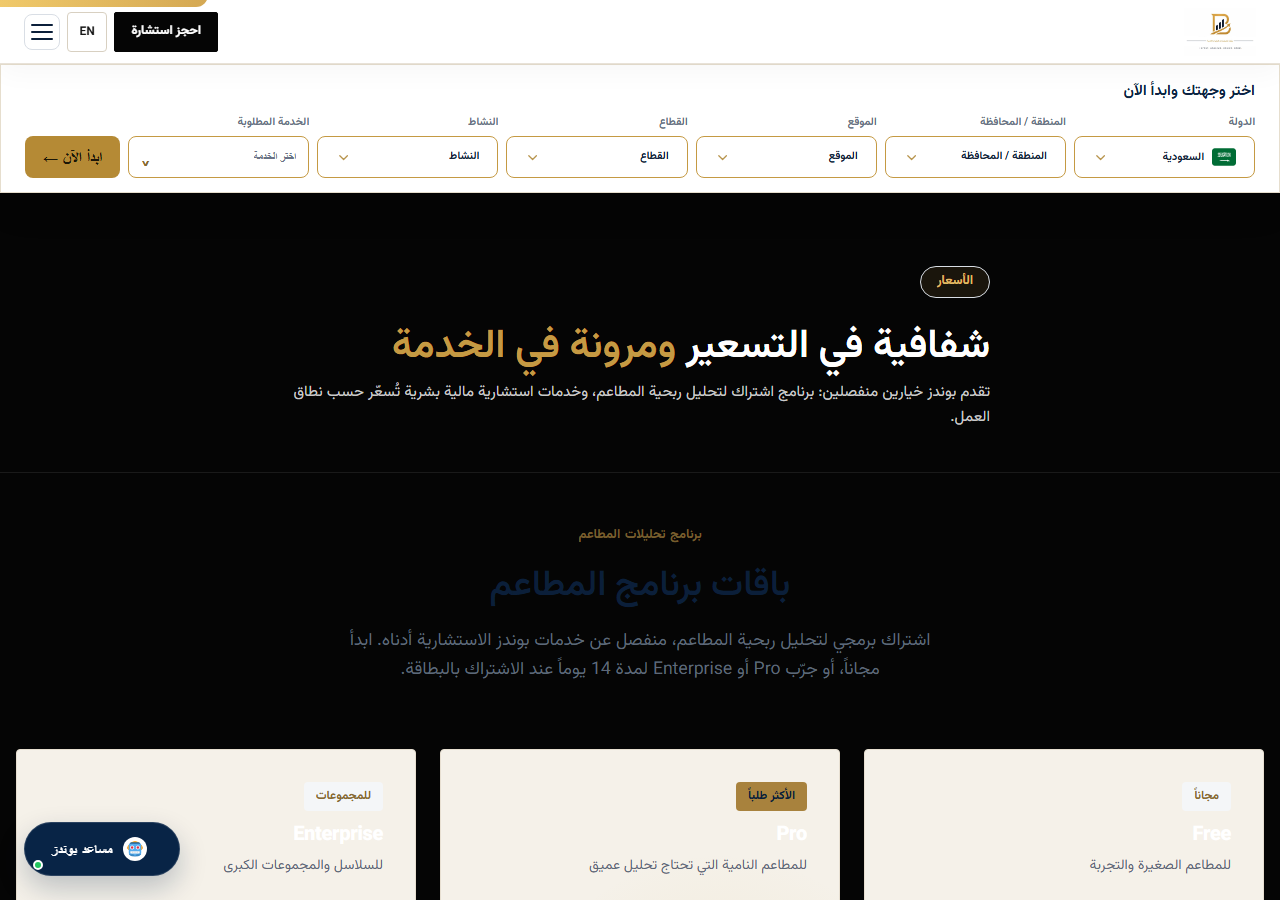 احجز استشارة
EN
اختر وجهتك وابدأ الآن
الدولة
المنطقة / المحافظة
الموقع
القطاع
النشاط
الخدمة المطلوبة
السعودية
المنطقة / المحافظة
الموقع
القطاع
النشاط
اختر الخدمة
ابدأ الآن ←
الأسعار
شفافية في التسعير ومرونة في الخدمة
تقدم بوندز خيارين منفصلين: برنامج اشتراك لتحليل ربحية المطاعم، وخدمات استشارية مالية بشرية تُسعّر حسب نطاق
العمل.
برنامج تحليلات المطاعم
باقات برنامج المطاعم
اشتراك برمجي لتحليل ربحية المطاعم، منفصل عن خدمات بوندز الاستشارية أدناه. ابدأ
مجاناً، أو جرّب Pro أو Enterprise لمدة 14 يوماً عند الاشتراك بالبطاقة.
مجاناً
Free
للمطاعم الصغيرة والتجربة
الأكثر طلباً
Pro
للمطاعم النامية التي تحتاج تحليل عميق
للمجموعات
Enterprise
للسلاسل والمجموعات الكبرى
مساعد بوندز